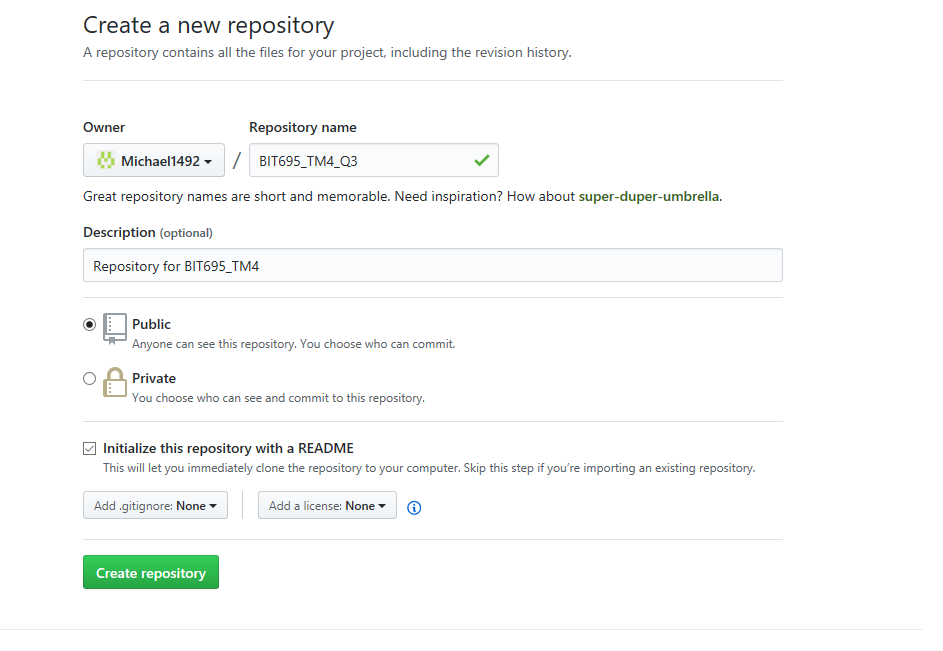 Create a new repository
A repository contains all the files for your project, including the revision history.
Owner Repository name
Michael1492 / BIT695_TM4_Q3
Great repository names are short and memorable. Need inspiration? How about super-duper-umbrella.
Description (optional)
Repository for BIT695_TM4
Public
Anyone can see this repository. You choose who can commit.
Private
You choose who can see and commit to this repository.
Initialize this repository with a README
This will let you immediately clone the repository to your computer. Skip this step if you’re importing an existing repository.
Add .gitignore: None Add a license: None
Create repository